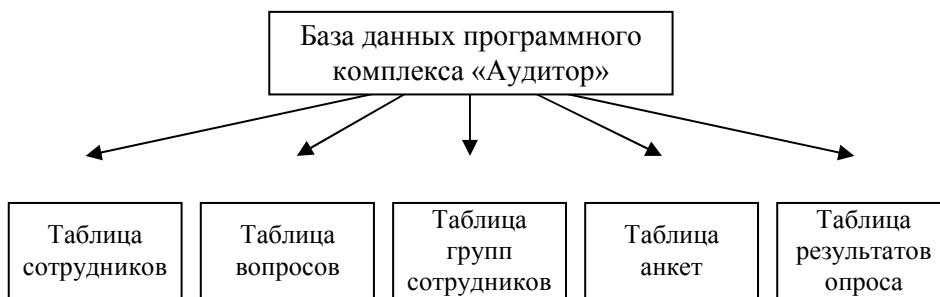 База данных программного
комплекса «Аудитор»
Таблица
сотрудников
Таблица
вопросов
Таблица
групп
сотрудников
Таблица
анкет
Таблица
результатов
опроса